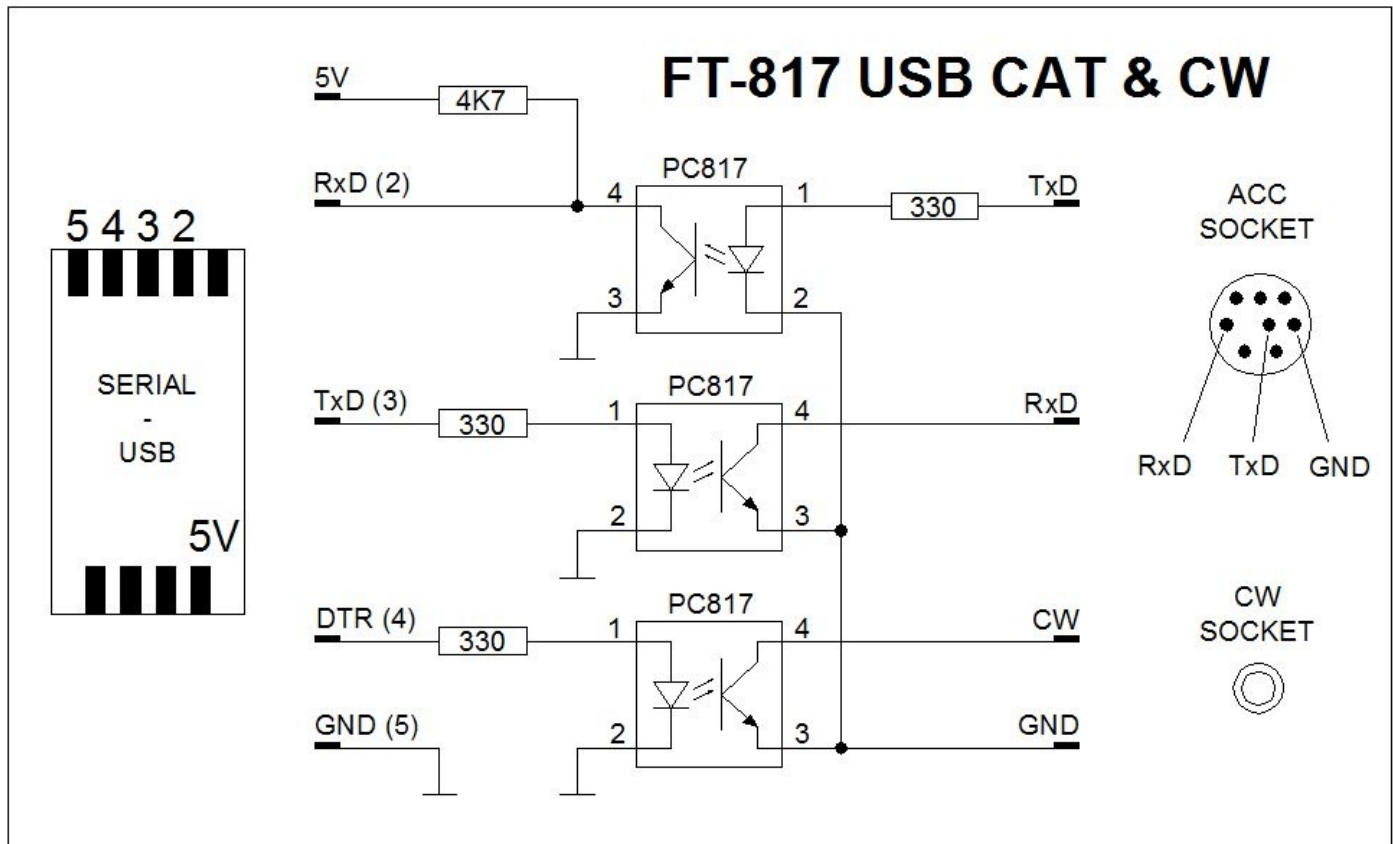 FT-817 USB CAT & CW
5V
4K7
RxD (2)
PC817
4
1
330
TxD
3
2
5 4 3 2
SERIAL
-
USB
5V
TxD (3)
330
PC817
1
4
RxD
2
3
DTR (4)
330
PC817
1
4
CW
GND (5)
2
3
GND
ACC
SOCKET
RxD TxD GND
CW
SOCKET